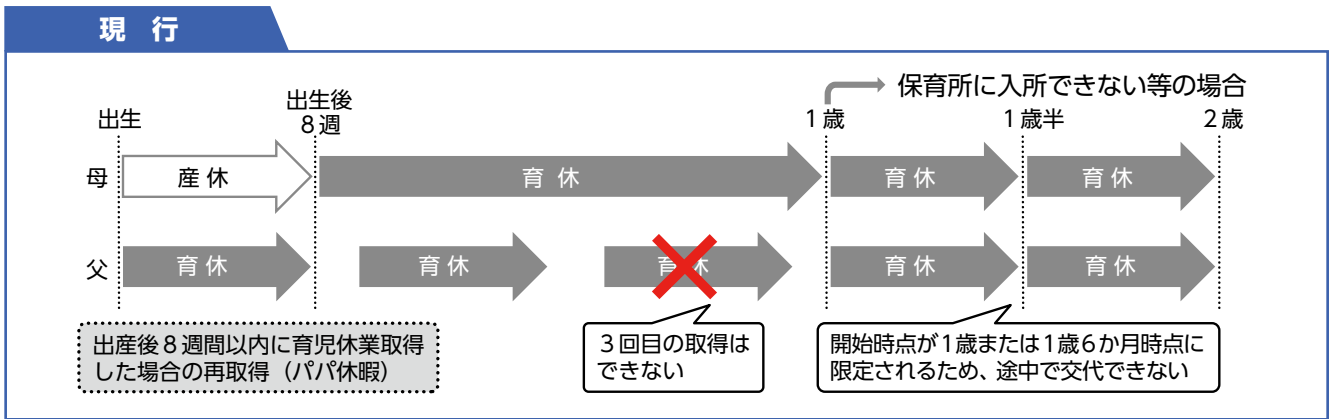 現 行
保育所に入所できない等の場合
出生
出生後
8週
1歳
1歳半
2歳
母
産休
育休
育休
育休
父
育休
育休
育休
育休
育休
出産後8週間以内に育児休業取得
した場合の再取得（パパ休暇）
3回目の取得は
できない
開始時点が1歳または1歳6か月時点に
限定されるため、途中で交代できない